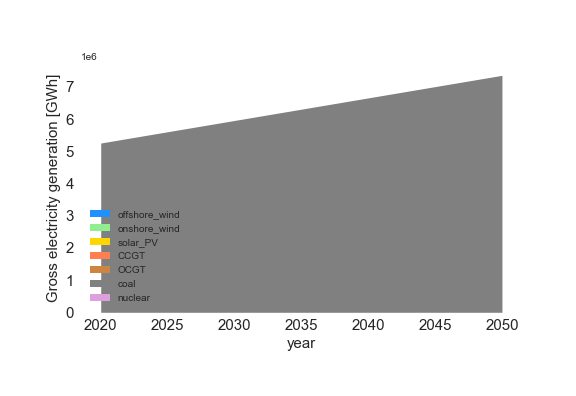 1e6
Gross electricity generation [GWh]
7
6
5
4
3
2
1
0
offshore_wind
onshore_wind
solar_PV
CCGT
OCGT
coal
nuclear
2020 2025 2030 2035 2040 2045 2050
year